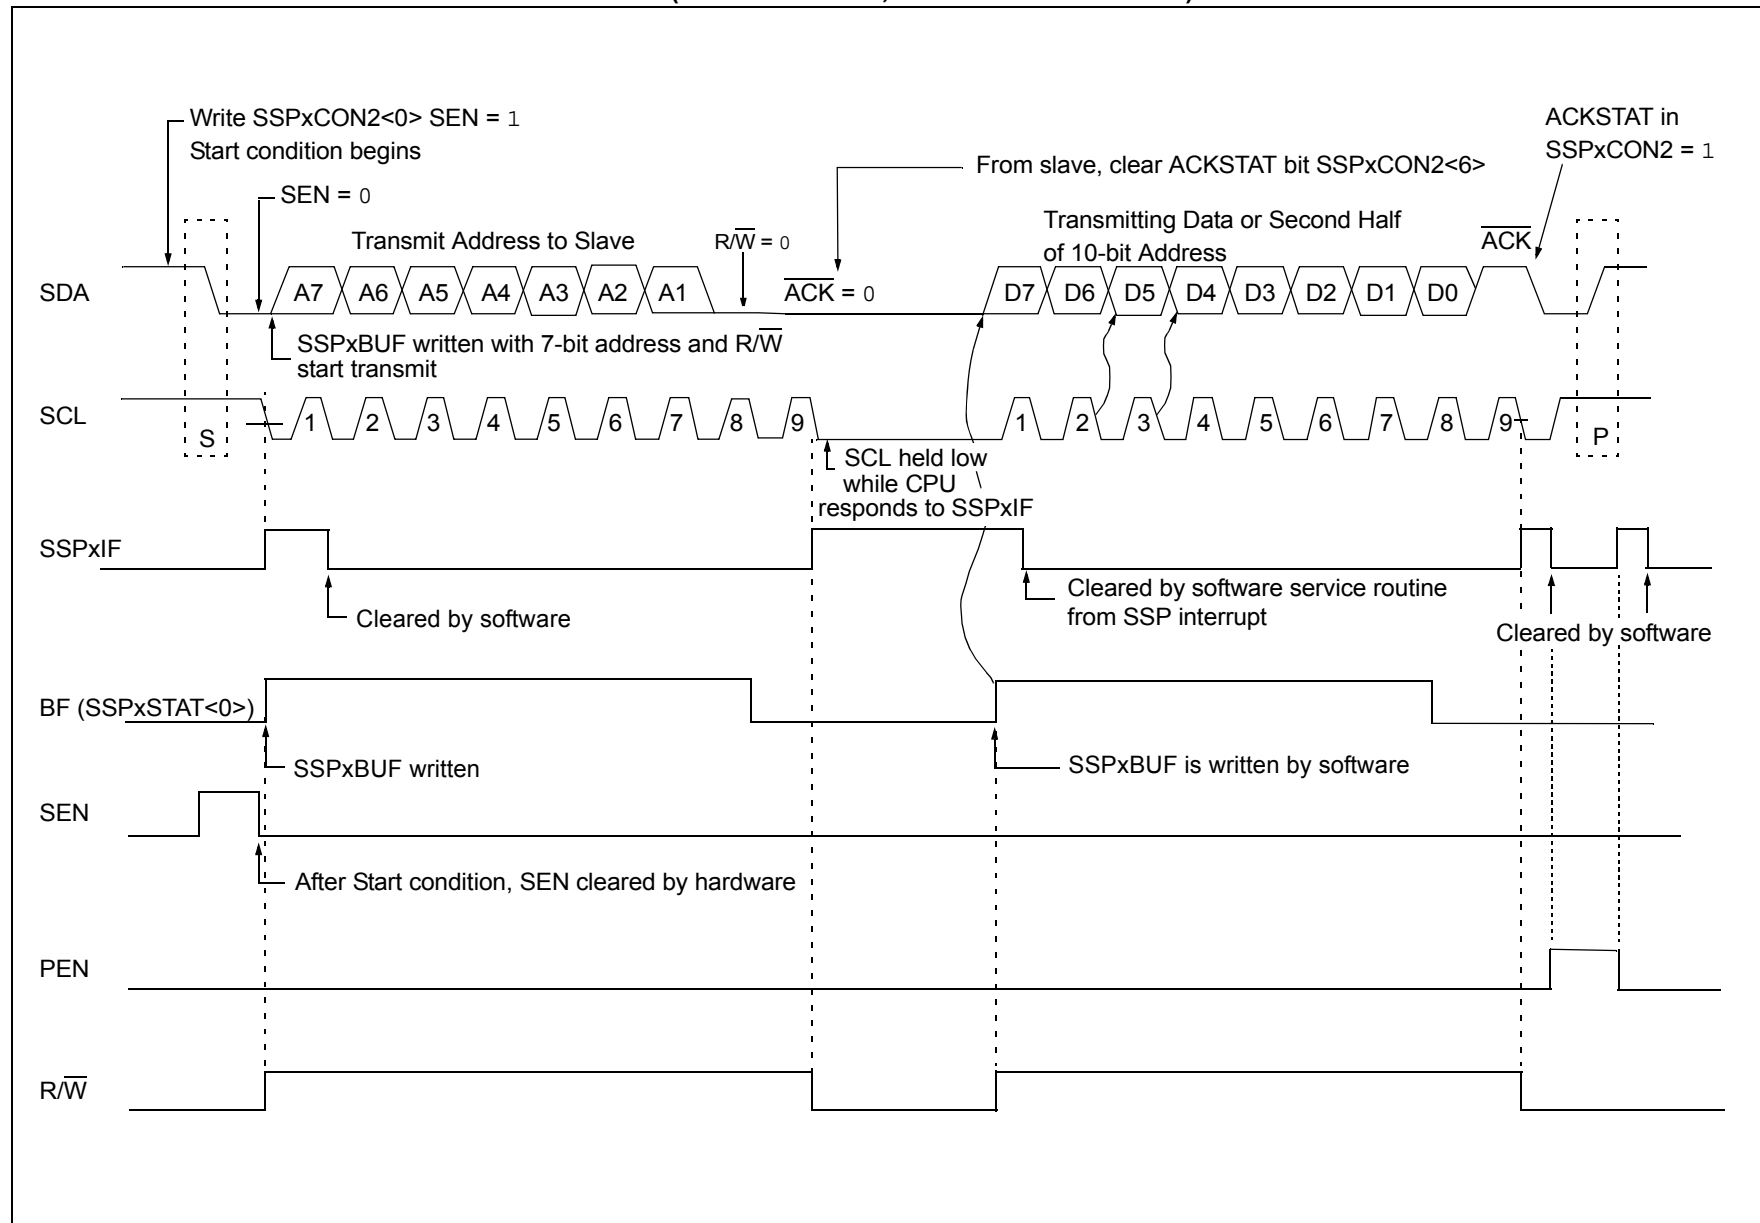 Write SSPxCON2<0> SEN = 1
Start condition begins
ACKSTAT in
SSPxCON2 = 1
From slave, clear ACKSTAT bit SSPxCON2<6>
SEN = 0
Transmitting Data or Second Half
of 10-bit Address
Transmit Address to Slave
R/W̅ = 0
A̅C̅K̅
SDA
A7 A6 A5 A4 A3 A2 A1
A̅C̅K̅ = 0
D7 D6 D5 D4 D3 D2 D1 D0
SSPxBUF written with 7-bit address and R/W̅
start transmit
SCL
S
1 2 3 4 5 6 7 8 9
1 2 3 4 5 6 7 8 9
P
SCL held low
while CPU
responds to SSPxIF
SSPxIF
Cleared by software
Cleared by software service routine
from SSP interrupt
Cleared by software
BF (SSPxSTAT<0>)
SSPxBUF written
SSPxBUF is written by software
SEN
After Start condition, SEN cleared by hardware
PEN
R/W̅